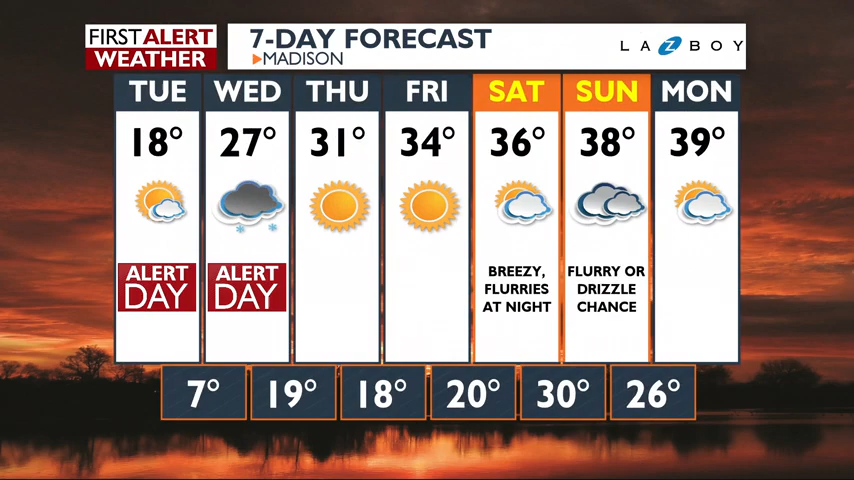 FIRST ALERT
WEATHER
7-DAY FORECAST
MADISON
LA Z BOY
TUE WED THU FRI SAT SUN MON
18° 27° 31° 34° 36° 38° 39°
ALERT DAY
ALERT DAY
BREEZY,
FLURRIES
AT NIGHT
FLURRY OR
DRIZZLE
CHANCE
7° 19° 18° 20° 30° 26°